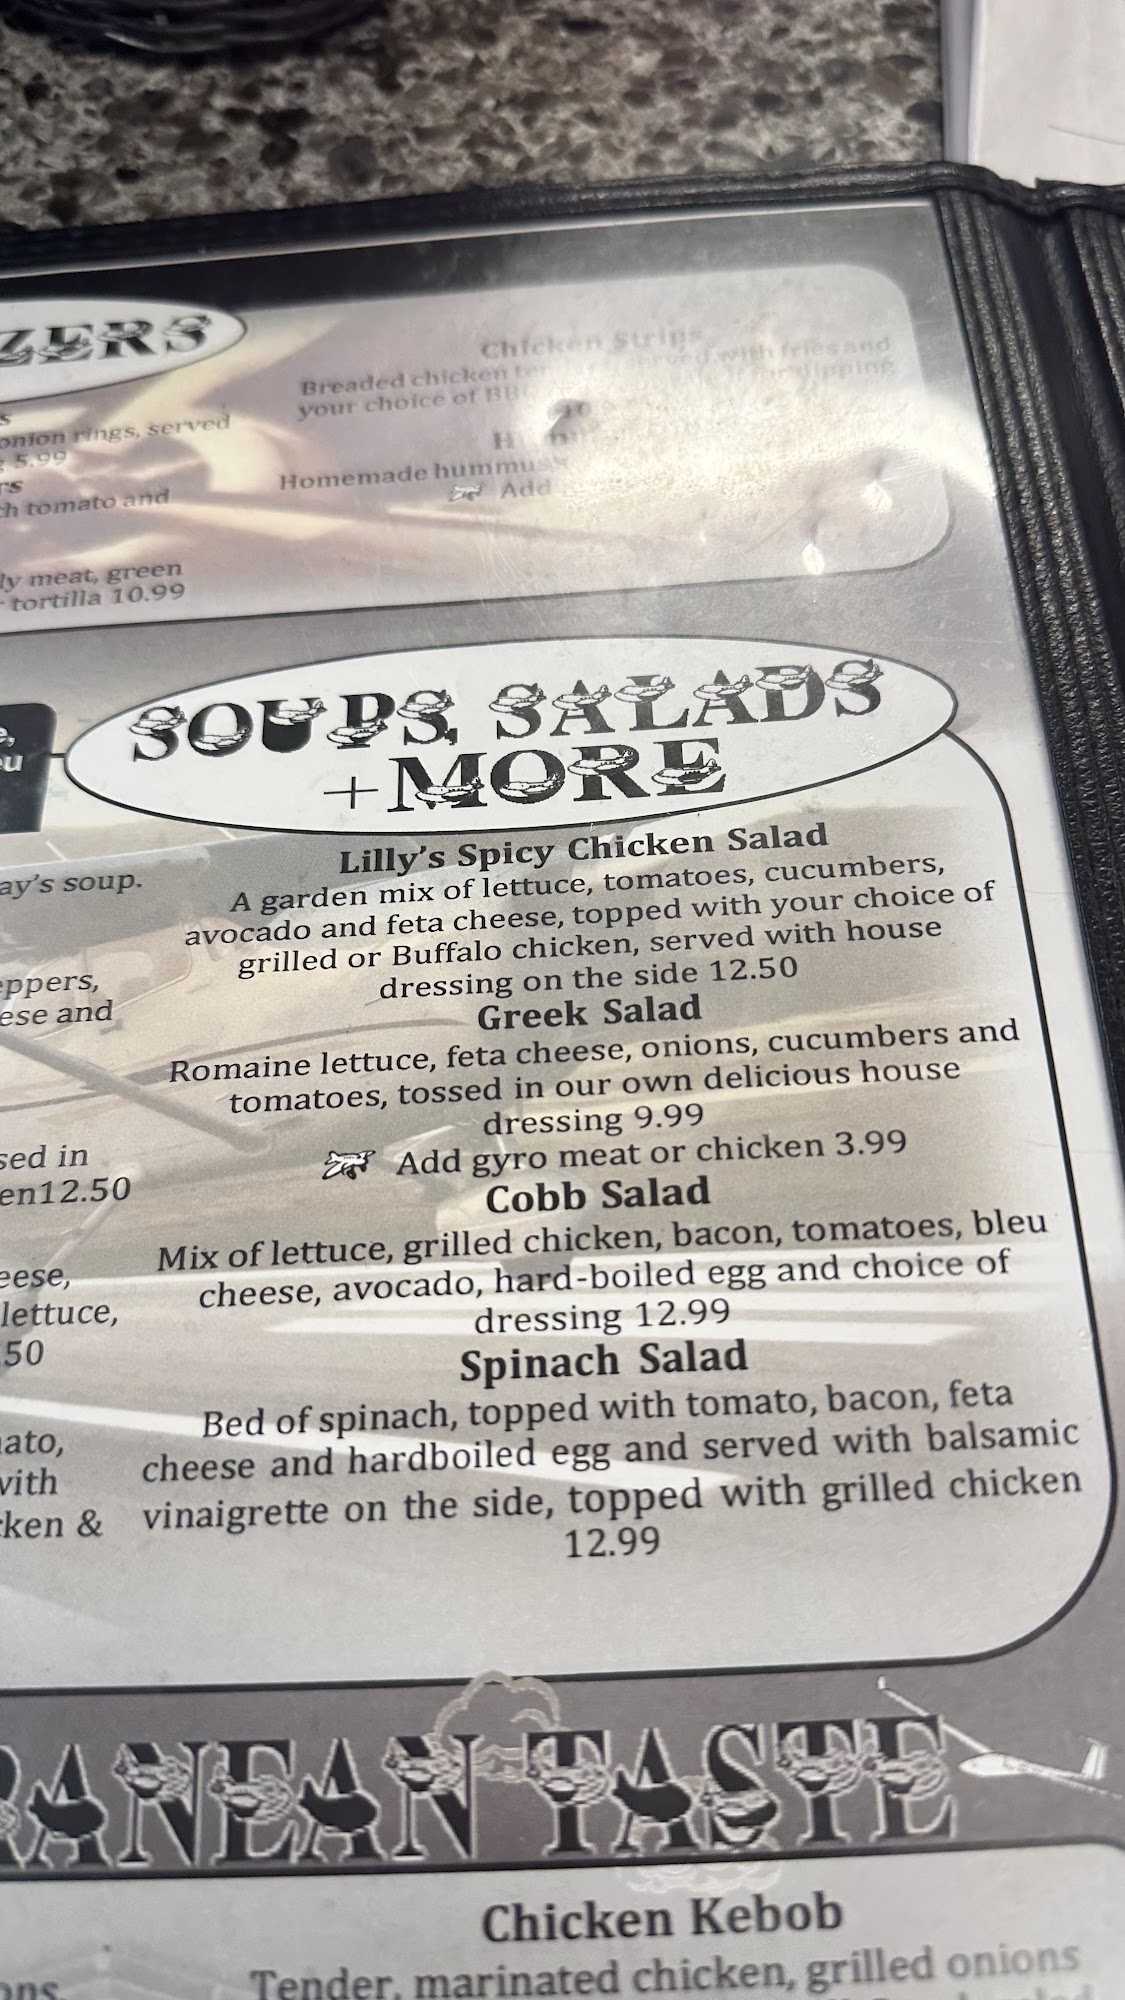 ZERS
s
onion rings, served
5.99
rs
tomato and
ly meat, green
tortilla 10.99
Chicken Strips
Breaded chicken served with fries and
your choice of dipping
Homemade hummus
Add
SOUPS, SALADS
+MORE
ay's soup.
eppers,
ese and
sed in
en12.50
eese,
lettuce,
.50
ato,
with
ken &
Lilly's Spicy Chicken Salad
A garden mix of lettuce, tomatoes, cucumbers,
avocado and feta cheese, topped with your choice of
grilled or Buffalo chicken, served with house
dressing on the side 12.50
Greek Salad
Romaine lettuce, feta cheese, onions, cucumbers and
tomatoes, tossed in our own delicious house
dressing 9.99
Add gyro meat or chicken 3.99
Cobb Salad
Mix of lettuce, grilled chicken, bacon, tomatoes, bleu
cheese, avocado, hard-boiled egg and choice of
dressing 12.99
Spinach Salad
Bed of spinach, topped with tomato, bacon, feta
cheese and hardboiled egg and served with balsamic
vinaigrette on the side, topped with grilled chicken
12.99
RANEAN TASTE
Chicken Kebob
Tender, marinated chicken, grilled onions
ons,